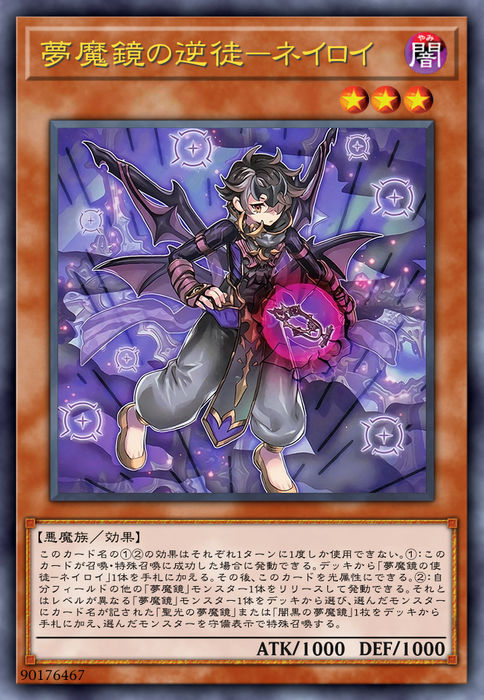 夢魔鏡の逆徒－ネイロイ
やみ
闇
【悪魔族／効果】
このカード名の①②の効果はそれぞれ1ターンに1度しか使用できない。①：この
カードが召喚・特殊召喚に成功した場合に発動できる。デッキから「夢魔鏡の使
徒－ネイロイ」1体を手札に加える。その後、このカードを光属性にできる。②：自
分フィールドの他の「夢魔鏡」モンスター1体をリリースして発動できる。それと
はレベルが異なる「夢魔鏡」モンスター1体をデッキから選び、選んだモンスター
にカード名が記された「聖光の夢魔鏡」または「闇黒の夢魔鏡」1枚をデッキから
手札に加え、選んだモンスターを守備表示で特殊召喚する。
ATK/1000 DEF/1000
90176467